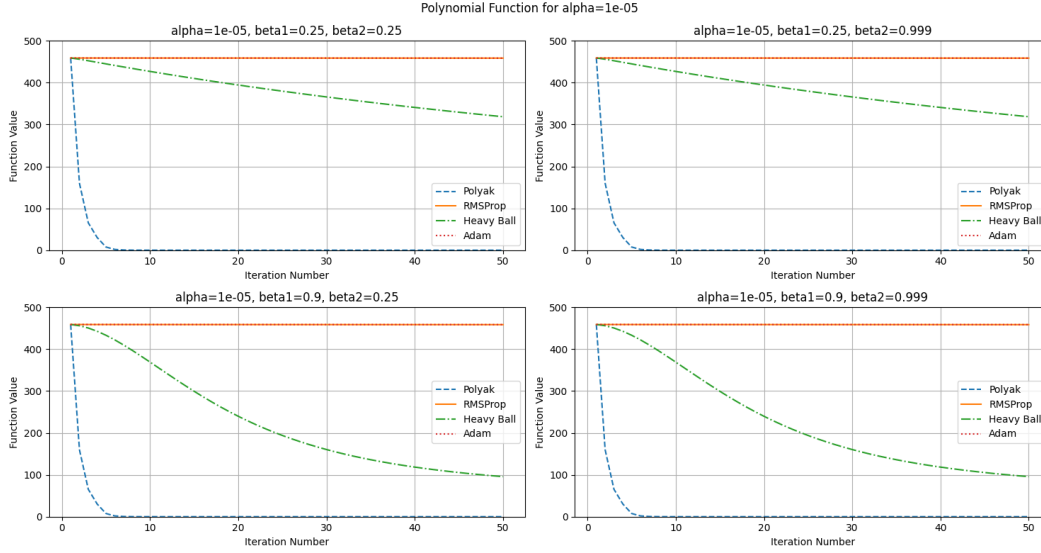 Polynomial Function for alpha=1e-05
alpha=1e-05, beta1=0.25, beta2=0.25
500
400
300
200
100
0
Function Value
Polyak
RMSProp
Heavy Ball
Adam
0 10 20 30 40 50
Iteration Number
alpha=1e-05, beta1=0.25, beta2=0.999
500
400
300
200
100
0
Function Value
Polyak
RMSProp
Heavy Ball
Adam
0 10 20 30 40 50
Iteration Number
alpha=1e-05, beta1=0.9, beta2=0.25
500
400
300
200
100
0
Function Value
Polyak
RMSProp
Heavy Ball
Adam
0 10 20 30 40 50
Iteration Number
alpha=1e-05, beta1=0.9, beta2=0.999
500
400
300
200
100
0
Function Value
Polyak
RMSProp
Heavy Ball
Adam
0 10 20 30 40 50
Iteration Number